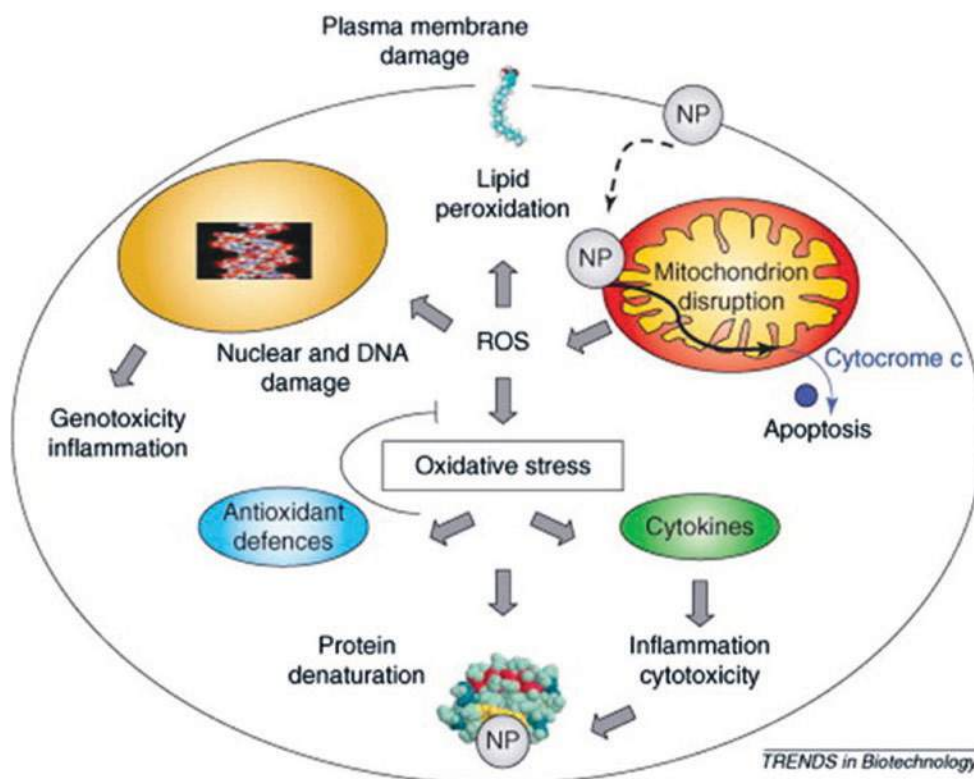 Plasma membrane
damage
NP
Lipid
peroxidation
NP
Mitochondrion
disruption
ROS
Nuclear and DNA
damage
Cytocrome c
Genotoxicity
inflammation
Apoptosis
Oxidative stress
Antioxidant
defences
Cytokines
Protein
denaturation
Inflammation
cytotoxicity
NP
TRENDS in Biotechnology